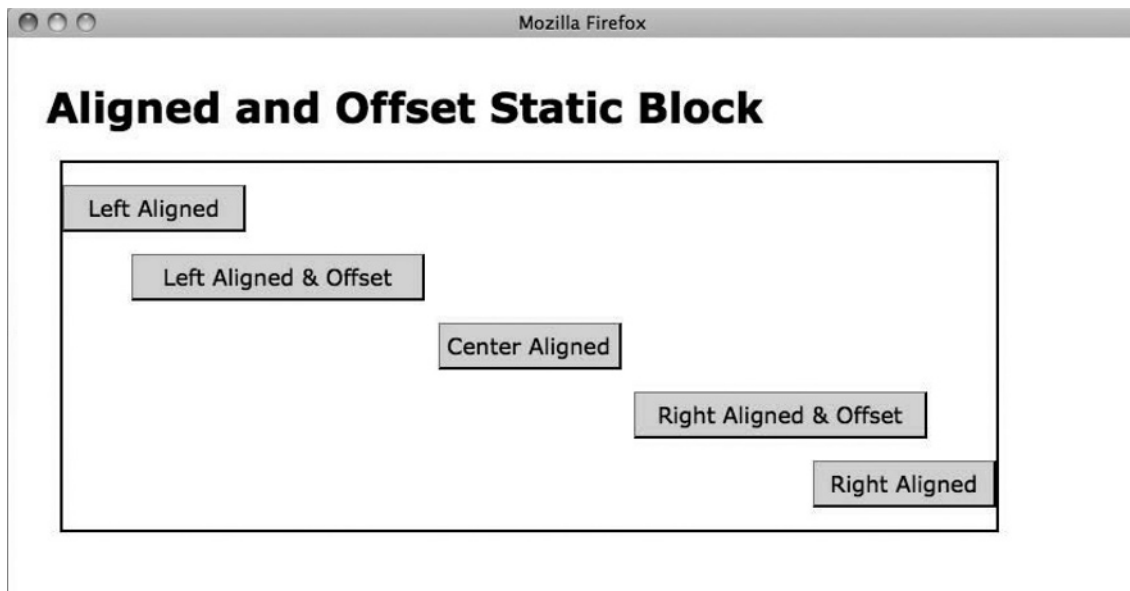 Mozilla Firefox
Aligned and Offset Static Block
Left Aligned
Left Aligned & Offset
Center Aligned
Right Aligned & Offset
Right Aligned